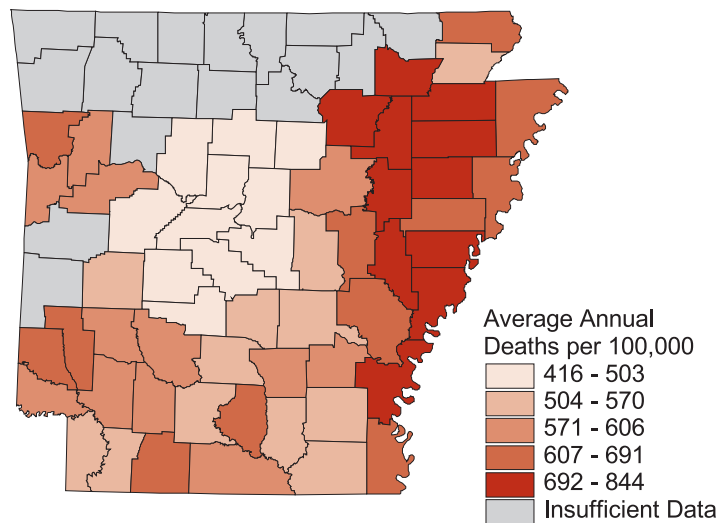 Average Annual
Deaths per 100,000
416 - 503
504 - 570
571 - 606
607 - 691
692 - 844
Insufficient Data